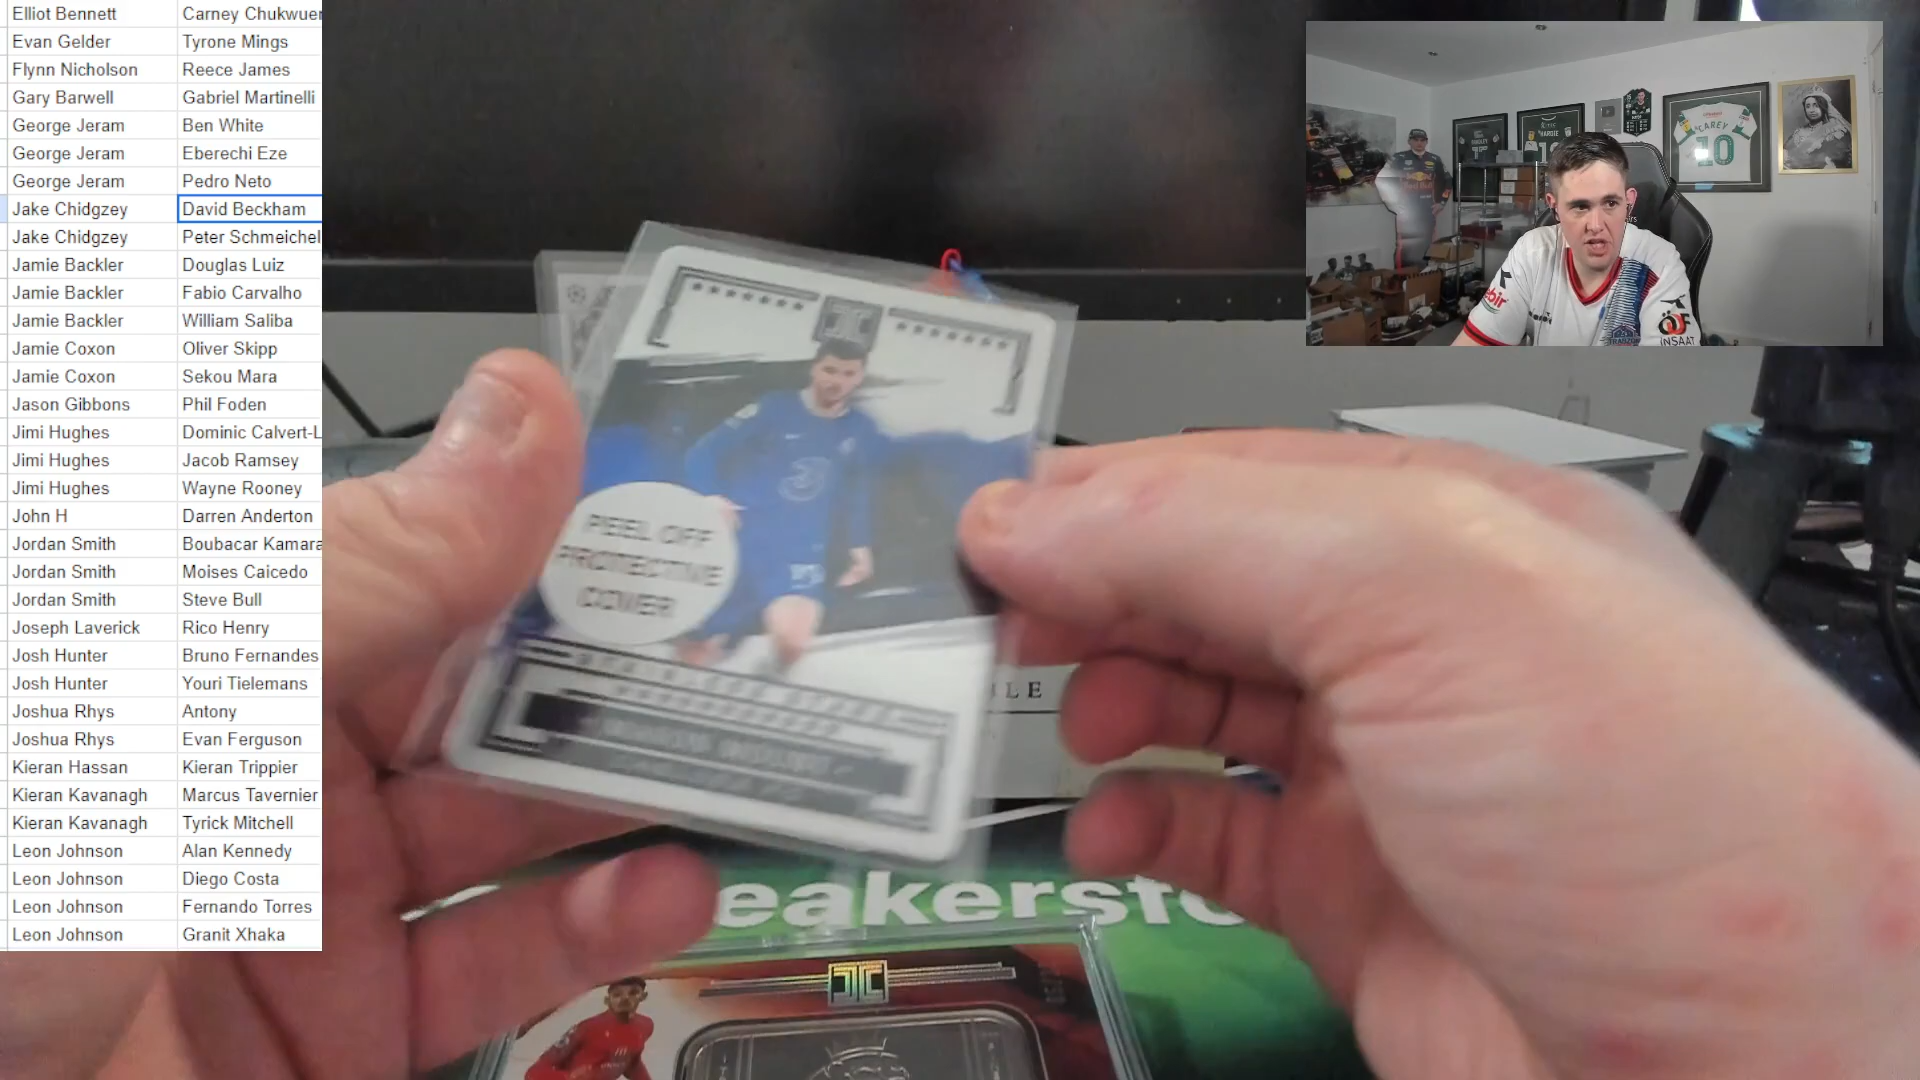 Elliot Bennett Carney Chukwuer
Evan Gelder Tyrone Mings
Flynn Nicholson Reece James
Gary Barwell Gabriel Martinelli
George Jeram Ben White
George Jeram Eberechi Eze
George Jeram Pedro Neto
Jake Chidgzey David Beckham
Jake Chidgzey Peter Schmeichel
Jamie Backler Douglas Luiz
Jamie Backler Fabio Carvalho
Jamie Backler William Saliba
Jamie Coxon Oliver Skipp
Jamie Coxon Sekou Mara
Jason Gibbons Phil Foden
Jimi Hughes Dominic Calvert-L
Jimi Hughes Jacob Ramsey
Jimi Hughes Wayne Rooney
John H Darren Anderton
Jordan Smith Boubacar Kamara
Jordan Smith Moises Caicedo
Jordan Smith Steve Bull
Joseph Laverick Rico Henry
Josh Hunter Bruno Fernandes
Josh Hunter Youri Tielemans
Joshua Rhys Antony
Joshua Rhys Evan Ferguson
Kieran Hassan Kieran Trippier
Kieran Kavanagh Marcus Tavernier
Kieran Kavanagh Tyrick Mitchell
Leon Johnson Alan Kennedy
Leon Johnson Diego Costa
Leon Johnson Fernando Torres
Leon Johnson Granit Xhaka
PEEL OFF
PROTECTIVE
COVER
ILE
eakersto
CAREY
10
INSAAT